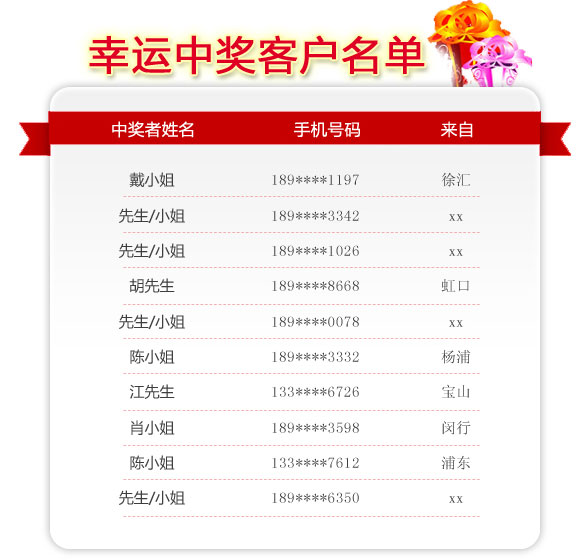 幸运中奖客户名单
中奖者姓名 手机号码 来自
戴小姐 189****1197 徐汇
先生/小姐 189****3342 xx
先生/小姐 189****1026 xx
胡先生 189****8668 虹口
先生/小姐 189****0078 xx
陈小姐 189****3332 杨浦
江先生 133****6726 宝山
肖小姐 189****3598 闵行
陈小姐 133****7612 浦东
先生/小姐 189****6350 xx